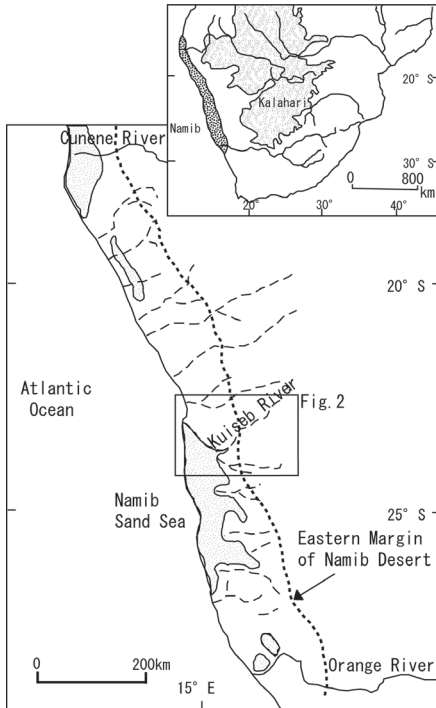 20° S
Kalahari
Namib
30° S
0 800
km
20° 30° 40°
Cunene River
20° S
Atlantic
Ocean
Fig.2
Kuiseb River
Namib
Sand Sea
25° S
Eastern Margin
of Namib Desert
0 200km
Orange River
15° E